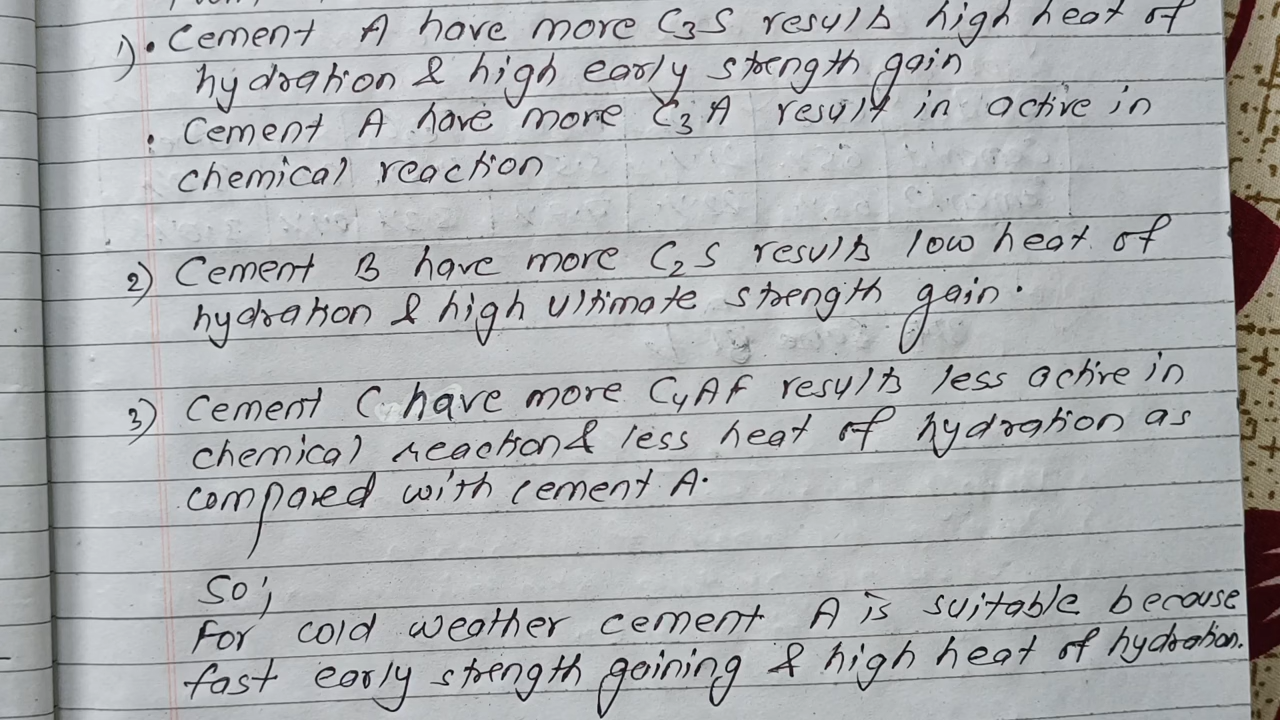 1). • Cement A have more C3S results high heat of
hydration & high early strength gain
• Cement A have more C3A result in active in
chemical reaction
2) Cement B have more C2S results low heat of
hydration & high ultimate strength gain.
3) Cement C have more C4AF results less active in
chemical reaction & less heat of hydration as
compared with cement A.
So,
For cold weather cement A is suitable because
fast early strength gaining & high heat of hydration.